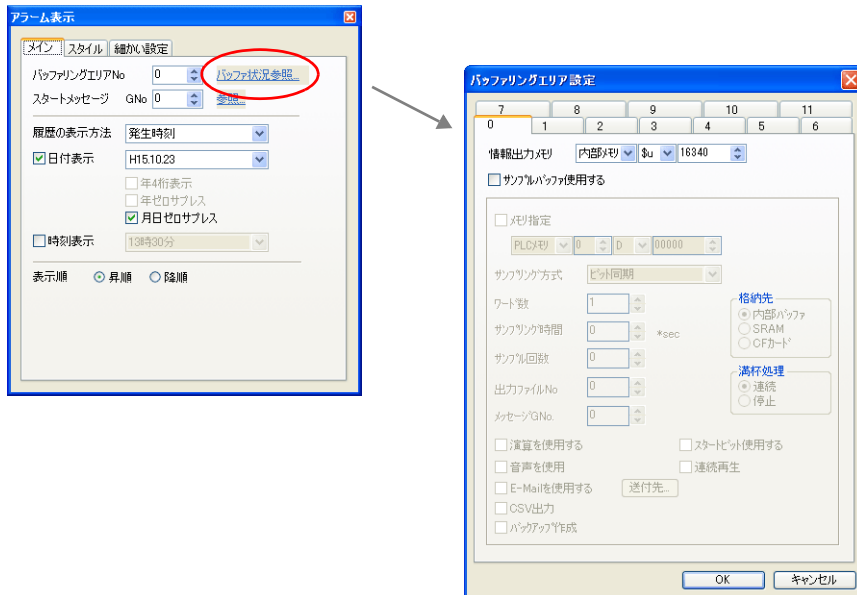 アラーム表示
メイン スタイル 細かい設定
バッファリングエリアNo 0 バッファ状況参照...
スタートメッセージ GNo 0 参照...
履歴の表示方法 発生時刻
日付表示 H15.10.23
年4桁表示
年ゼロサプレス
月日ゼロサプレス
時刻表示 13時30分
表示順 昇順 降順
バッファリングエリア設定
7 8 9 10 11
0 1 2 3 4 5 6
情報出力メモリ 内部メモリ $u 16340
サンプルバッファ使用する
メモリ指定
PLCメモリ 0 D 00000
サンプリング方式 ビット同期
ワード数 1
サンプリング時間 0 *sec
サンプル回数 0
出力ファイルNo 0
メッセージGNo. 0
格納先
内部バッファ
SRAM
CFカード
満杯処理
連続
停止
演算を使用する スタートビット使用する
音声を使用 連続再生
E-Mailを使用する 送付先...
CSV出力
バックアップ作成
OK キャンセル